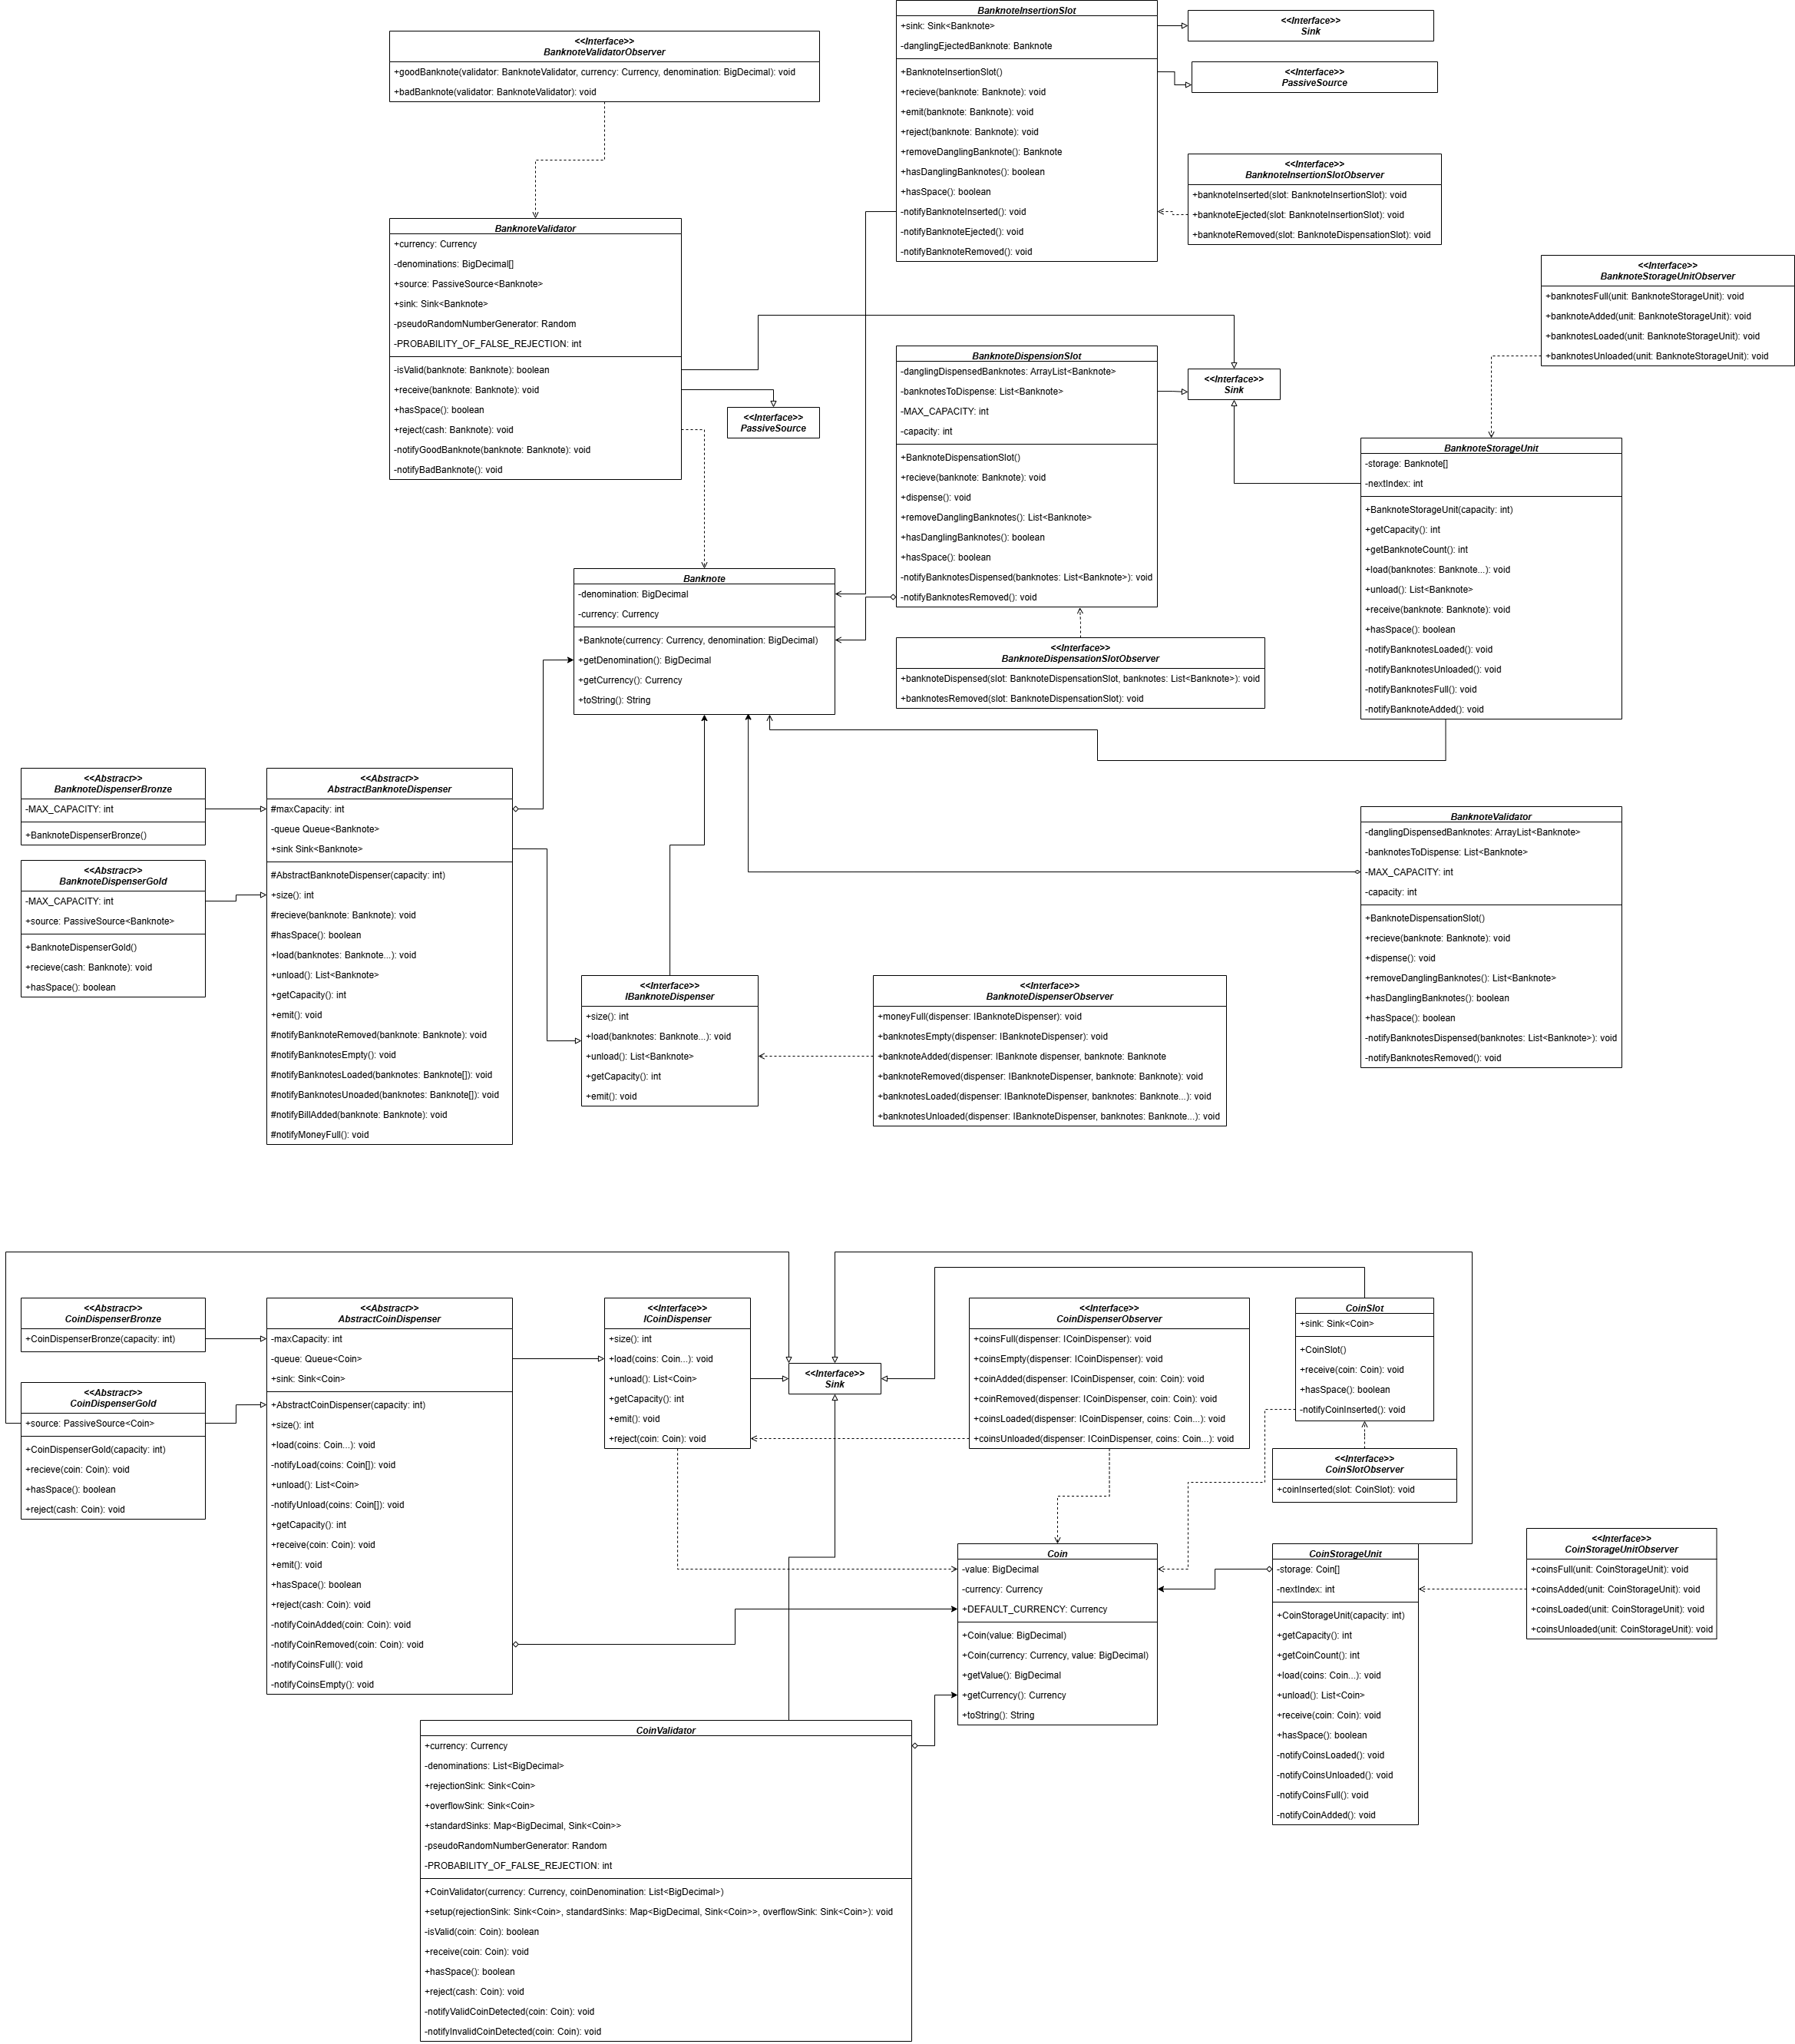 BanknoteInsertionSlot
+sink: Sink<Banknote>
-danglingEjectedBanknote: Banknote
+BanknoteInsertionSlot()
+recieve(banknote: Banknote): void
+emit(banknote: Banknote): void
+reject(banknote: Banknote): void
+removeDanglingBanknote(): Banknote
+hasDanglingBanknotes(): boolean
+hasSpace(): boolean
-notifyBanknoteInserted(): void
-notifyBanknoteEjected(): void
-notifyBanknoteRemoved(): void
<<Interface>>
Sink
<<Interface>>
PassiveSource
<<Interface>>
BanknoteValidatorObserver
+goodBanknote(validator: BanknoteValidator, currency: Currency, denomination: BigDecimal): void
+badBanknote(validator: BanknoteValidator): void
<<Interface>>
BanknoteInsertionSlotObserver
+banknoteInserted(slot: BanknoteInsertionSlot): void
+banknoteEjected(slot: BanknoteInsertionSlot): void
+banknoteRemoved(slot: BanknoteDispensationSlot): void
BanknoteValidator
+currency: Currency
-denominations: BigDecimal[]
+source: PassiveSource<Banknote>
+sink: Sink<Banknote>
-pseudoRandomNumberGenerator: Random
-PROBABILITY_OF_FALSE_REJECTION: int
-isValid(banknote: Banknote): boolean
+receive(banknote: Banknote): void
+hasSpace(): boolean
+reject(cash: Banknote): void
-notifyGoodBanknote(banknote: Banknote): void
-notifyBadBanknote(): void
<<Interface>>
PassiveSource
<<Interface>>
BanknoteStorageUnitObserver
+banknotesFull(unit: BanknoteStorageUnit): void
+banknoteAdded(unit: BanknoteStorageUnit): void
+banknotesLoaded(unit: BanknoteStorageUnit): void
+banknotesUnloaded(unit: BanknoteStorageUnit): void
BanknoteDispensionSlot
-danglingDispensedBanknotes: ArrayList<Banknote>
-banknotesToDispense: List<Banknote>
-MAX_CAPACITY: int
-capacity: int
+BanknoteDispensationSlot()
+recieve(banknote: Banknote): void
+dispense(): void
+removeDanglingBanknotes(): List<Banknote>
+hasDanglingBanknotes(): boolean
+hasSpace(): boolean
-notifyBanknotesDispensed(banknotes: List<Banknote>): void
-notifyBanknotesRemoved(): void
<<Interface>>
Sink
BanknoteStorageUnit
-storage: Banknote[]
-nextIndex: int
+BanknoteStorageUnit(capacity: int)
+getCapacity(): int
+getBanknoteCount(): int
+load(banknotes: Banknote...): void
+unload(): List<Banknote>
+receive(banknote: Banknote): void
+hasSpace(): boolean
-notifyBanknotesLoaded(): void
-notifyBanknotesUnloaded(): void
-notifyBanknotesFull(): void
-notifyBanknoteAdded(): void
Banknote
-denomination: BigDecimal
-currency: Currency
+Banknote(currency: Currency, denomination: BigDecimal)
+getDenomination(): BigDecimal
+getCurrency(): Currency
+toString(): String
<<Interface>>
BanknoteDispensationSlotObserver
+banknoteDispensed(slot: BanknoteDispensationSlot, banknotes: List<Banknote>): void
+banknotesRemoved(slot: BanknoteDispensationSlot): void
<<Abstract>>
BanknoteDispenserBronze
-MAX_CAPACITY: int
+BanknoteDispenserBronze()
<<Abstract>>
BanknoteDispenserGold
-MAX_CAPACITY: int
+source: PassiveSource<Banknote>
+BanknoteDispenserGold()
+recieve(cash: Banknote): void
+hasSpace(): boolean
<<Abstract>>
AbstractBanknoteDispenser
#maxCapacity: int
-queue Queue<Banknote>
+sink Sink<Banknote>
#AbstractBanknoteDispenser(capacity: int)
+size(): int
#recieve(banknote: Banknote): void
#hasSpace(): boolean
+load(banknotes: Banknote...): void
+unload(): List<Banknote>
+getCapacity(): int
+emit(): void
#notifyBanknoteRemoved(banknote: Banknote): void
#notifyBanknotesEmpty(): void
#notifyBanknotesLoaded(banknotes: Banknote[]): void
#notifyBanknotesUnoaded(banknotes: Banknote[]): void
#notifyBillAdded(banknote: Banknote): void
#notifyMoneyFull(): void
<<Interface>>
IBanknoteDispenser
+size(): int
+load(banknotes: Banknote...): void
+unload(): List<Banknote>
+getCapacity(): int
+emit(): void
<<Interface>>
BanknoteDispenserObserver
+moneyFull(dispenser: IBanknoteDispenser): void
+banknotesEmpty(dispenser: IBanknoteDispenser): void
+banknoteAdded(dispenser: IBanknote dispenser, banknote: Banknote
+banknoteRemoved(dispenser: IBanknoteDispenser, banknote: Banknote): void
+banknotesLoaded(dispenser: IBanknoteDispenser, banknotes: Banknote...): void
+banknotesUnloaded(dispenser: IBanknoteDispenser, banknotes: Banknote...): void
BanknoteValidator
-danglingDispensedBanknotes: ArrayList<Banknote>
-banknotesToDispense: List<Banknote>
-MAX_CAPACITY: int
-capacity: int
+BanknoteDispensationSlot()
+recieve(banknote: Banknote): void
+dispense(): void
+removeDanglingBanknotes(): List<Banknote>
+hasDanglingBanknotes(): boolean
+hasSpace(): boolean
-notifyBanknotesDispensed(banknotes: List<Banknote>): void
-notifyBanknotesRemoved(): void
<<Abstract>>
CoinDispenserBronze
+CoinDispenserBronze(capacity: int)
<<Abstract>>
CoinDispenserGold
+source: PassiveSource<Coin>
+CoinDispenserGold(capacity: int)
+recieve(coin: Coin): void
+hasSpace(): boolean
+reject(cash: Coin): void
<<Abstract>>
AbstractCoinDispenser
-maxCapacity: int
-queue: Queue<Coin>
+sink: Sink<Coin>
+AbstractCoinDispenser(capacity: int)
+size(): int
+load(coins: Coin...): void
-notifyLoad(coins: Coin[]): void
+unload(): List<Coin>
-notifyUnload(coins: Coin[]): void
+getCapacity(): int
+receive(coin: Coin): void
+emit(): void
+hasSpace(): boolean
+reject(cash: Coin): void
-notifyCoinAdded(coin: Coin): void
-notifyCoinRemoved(coin: Coin): void
-notifyCoinsFull(): void
-notifyCoinsEmpty(): void
<<Interface>>
ICoinDispenser
+size(): int
+load(coins: Coin...): void
+unload(): List<Coin>
+getCapacity(): int
+emit(): void
+reject(coin: Coin): void
<<Interface>>
Sink
<<Interface>>
CoinDispenserObserver
+coinsFull(dispenser: ICoinDispenser): void
+coinsEmpty(dispenser: ICoinDispenser): void
+coinAdded(dispenser: ICoinDispenser, coin: Coin): void
+coinRemoved(dispenser: ICoinDispenser, coin: Coin): void
+coinsLoaded(dispenser: ICoinDispenser, coins: Coin...): void
+coinsUnloaded(dispenser: ICoinDispenser, coins: Coin...): void
CoinSlot
+sink: Sink<Coin>
+CoinSlot()
+receive(coin: Coin): void
+hasSpace(): boolean
-notifyCoinInserted(): void
<<Interface>>
CoinSlotObserver
+coinInserted(slot: CoinSlot): void
Coin
-value: BigDecimal
-currency: Currency
+DEFAULT_CURRENCY: Currency
+Coin(value: BigDecimal)
+Coin(currency: Currency, value: BigDecimal)
+getValue(): BigDecimal
+getCurrency(): Currency
+toString(): String
CoinStorageUnit
-storage: Coin[]
-nextIndex: int
+CoinStorageUnit(capacity: int)
+getCapacity(): int
+getCoinCount(): int
+load(coins: Coin...): void
+unload(): List<Coin>
+receive(coin: Coin): void
+hasSpace(): boolean
-notifyCoinsLoaded(): void
-notifyCoinsUnloaded(): void
-notifyCoinsFull(): void
-notifyCoinAdded(): void
<<Interface>>
CoinStorageUnitObserver
+coinsFull(unit: CoinStorageUnit): void
+coinsAdded(unit: CoinStorageUnit): void
+coinsLoaded(unit: CoinStorageUnit): void
+coinsUnloaded(unit: CoinStorageUnit): void
CoinValidator
+currency: Currency
-denominations: List<BigDecimal>
+rejectionSink: Sink<Coin>
+overflowSink: Sink<Coin>
+standardSinks: Map<BigDecimal, Sink<Coin>>
-pseudoRandomNumberGenerator: Random
-PROBABILITY_OF_FALSE_REJECTION: int
+CoinValidator(currency: Currency, coinDenomination: List<BigDecimal>)
+setup(rejectionSink: Sink<Coin>, standardSinks: Map<BigDecimal, Sink<Coin>>, overflowSink: Sink<Coin>): void
-isValid(coin: Coin): boolean
+receive(coin: Coin): void
+hasSpace(): boolean
+reject(cash: Coin): void
-notifyValidCoinDetected(coin: Coin): void
-notifyInvalidCoinDetected(coin: Coin): void